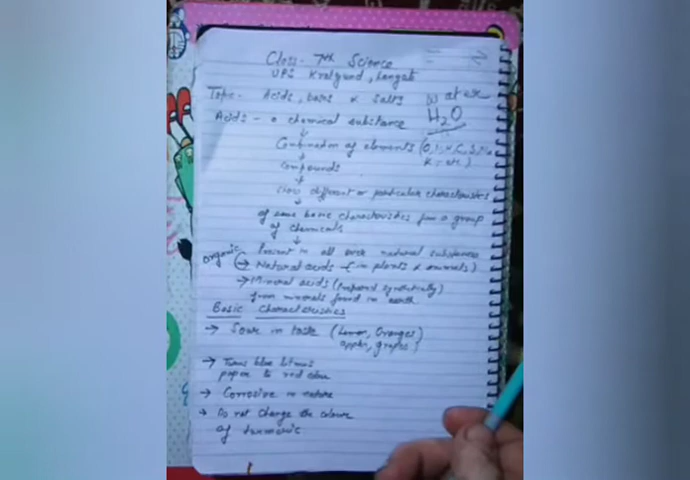 Class - 7th Science
UPS Kralgund, Langate
Topic - Acids, bases & salts
Water
H2O
Acids - a chemical substance
Combination of elements (O, H, N, C, S, Na, K = etc)
Compounds
different or particular characteristics
of same basic characteristics form a group
of chemicals
Present in all sour natural substances
Organic → Natural acids - (in plants & animals)
→ Mineral acids (Prepared synthetically)
from minerals found in earth
Basic Characteristics
→ Sour in taste (Lemon, Oranges)
apples, grapes)
→ Turns blue litmus
paper to red colour
→ Corrosive in nature
→ Do not change the colour
of turmeric